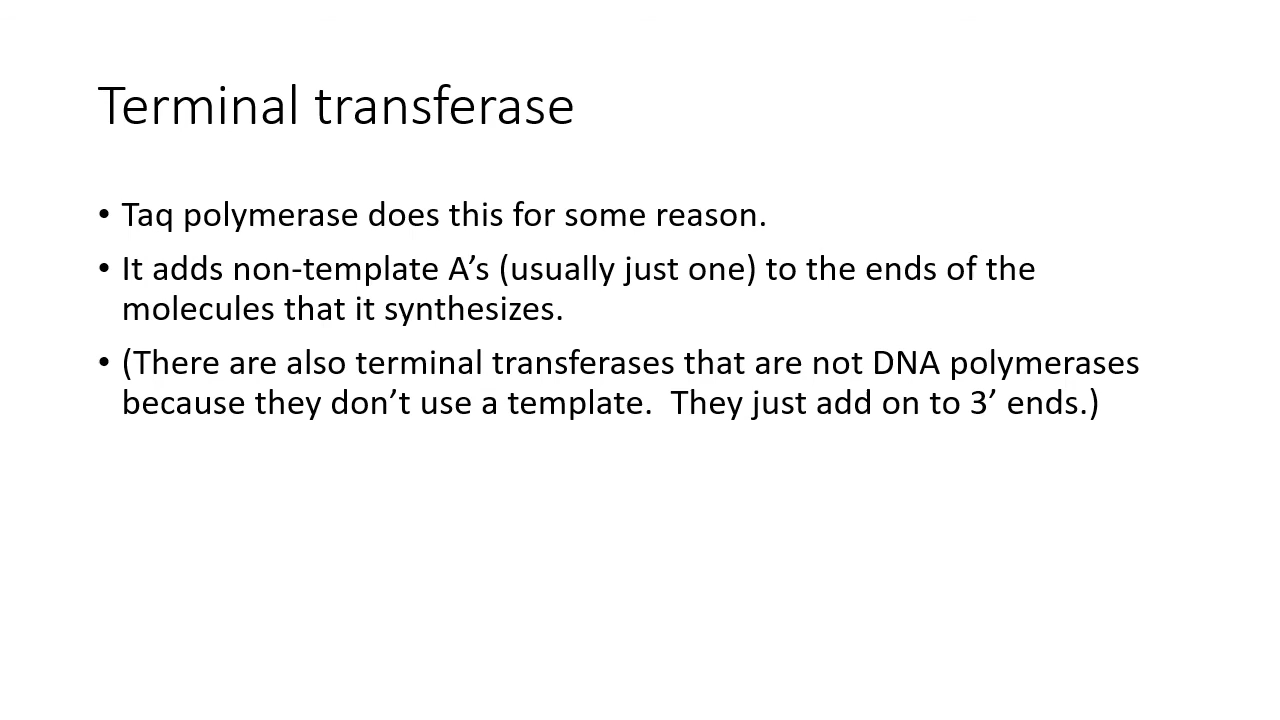 Terminal transferase
• Taq polymerase does this for some reason.
• It adds non-template A’s (usually just one) to the ends of the
molecules that it synthesizes.
• (There are also terminal transferases that are not DNA polymerases
because they don’t use a template.  They just add on to 3’ ends.)